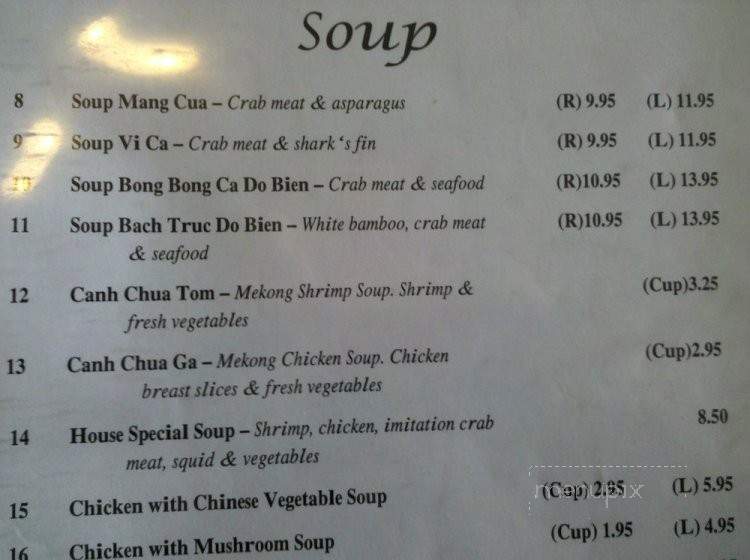 Soup
8 Soup Mang Cua – Crab meat & asparagus (R) 9.95 (L) 11.95
9 Soup Vi Ca – Crab meat & shark‘s fin (R) 9.95 (L) 11.95
10 Soup Bong Bong Ca Do Bien – Crab meat & seafood (R)10.95 (L) 13.95
11 Soup Bach Truc Do Bien – White bamboo, crab meat (R)10.95 (L) 13.95
& seafood
12 Canh Chua Tom – Mekong Shrimp Soup. Shrimp & (Cup)3.25
fresh vegetables
13 Canh Chua Ga – Mekong Chicken Soup. Chicken (Cup)2.95
breast slices & fresh vegetables
14 House Special Soup – Shrimp, chicken, imitation crab 8.50
meat, squid & vegetables
15 Chicken with Chinese Vegetable Soup (Cup) 2.95 (L) 5.95
menupix
16 Chicken with Mushroom Soup (Cup) 1.95 (L) 4.95